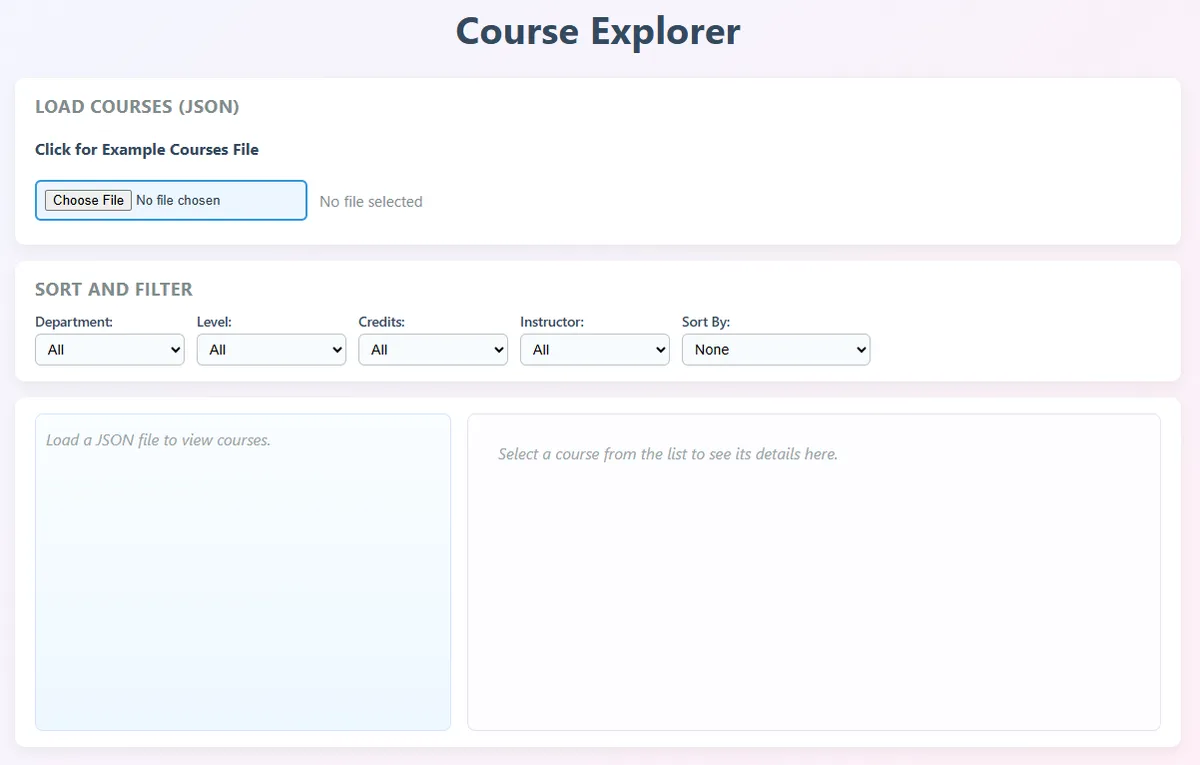 Course Explorer
LOAD COURSES (JSON)
Click for Example Courses File
Choose File No file chosen No file selected
SORT AND FILTER
Department: Level: Credits: Instructor: Sort By:
All All All All None
Load a JSON file to view courses.
Select a course from the list to see its details here.